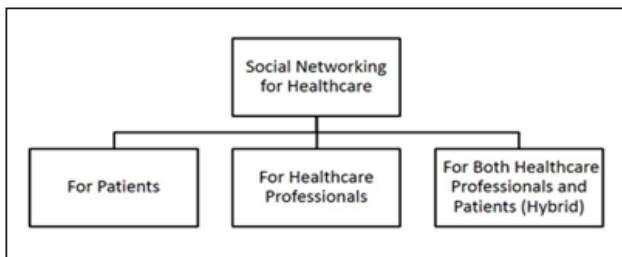 Social Networking
for Healthcare
For Patients
For Healthcare
Professionals
For Both Healthcare
Professionals and
Patients (Hybrid)